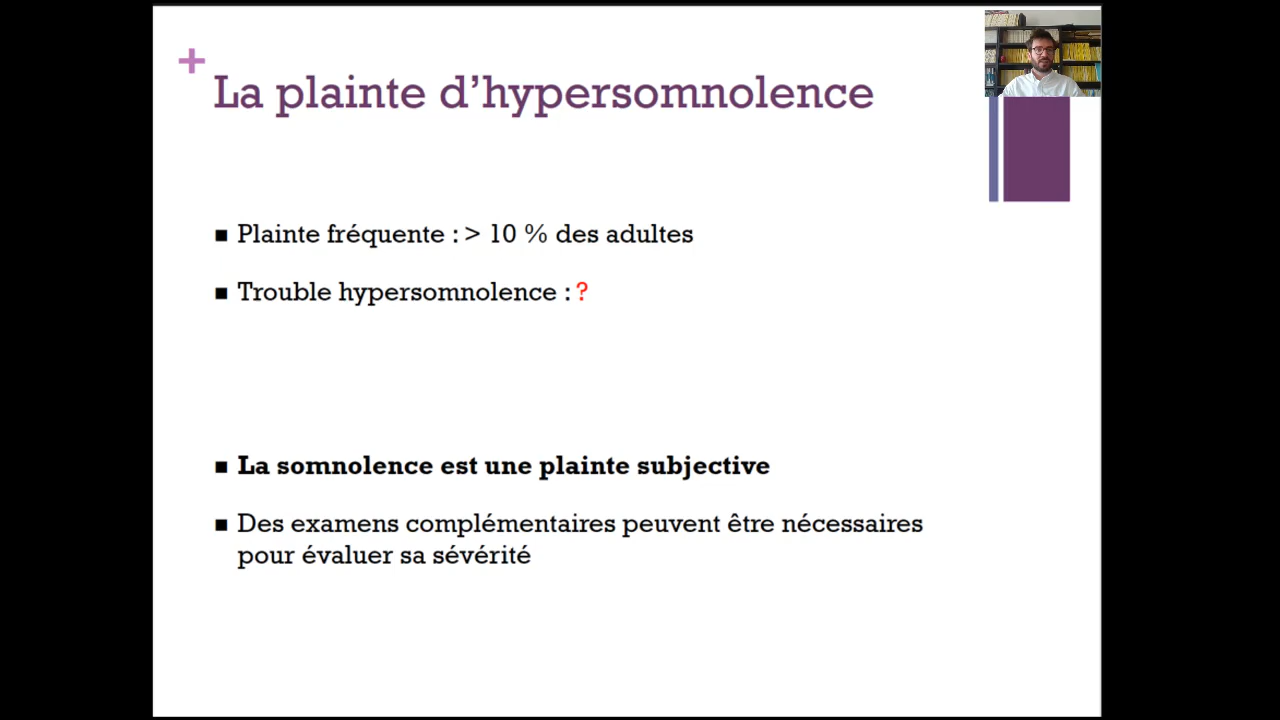 +
La plainte d’hypersomnolence
■ Plainte fréquente : > 10 % des adultes
■ Trouble hypersomnolence : ?
■ La somnolence est une plainte subjective
■ Des examens complémentaires peuvent être nécessaires
pour évaluer sa sévérité